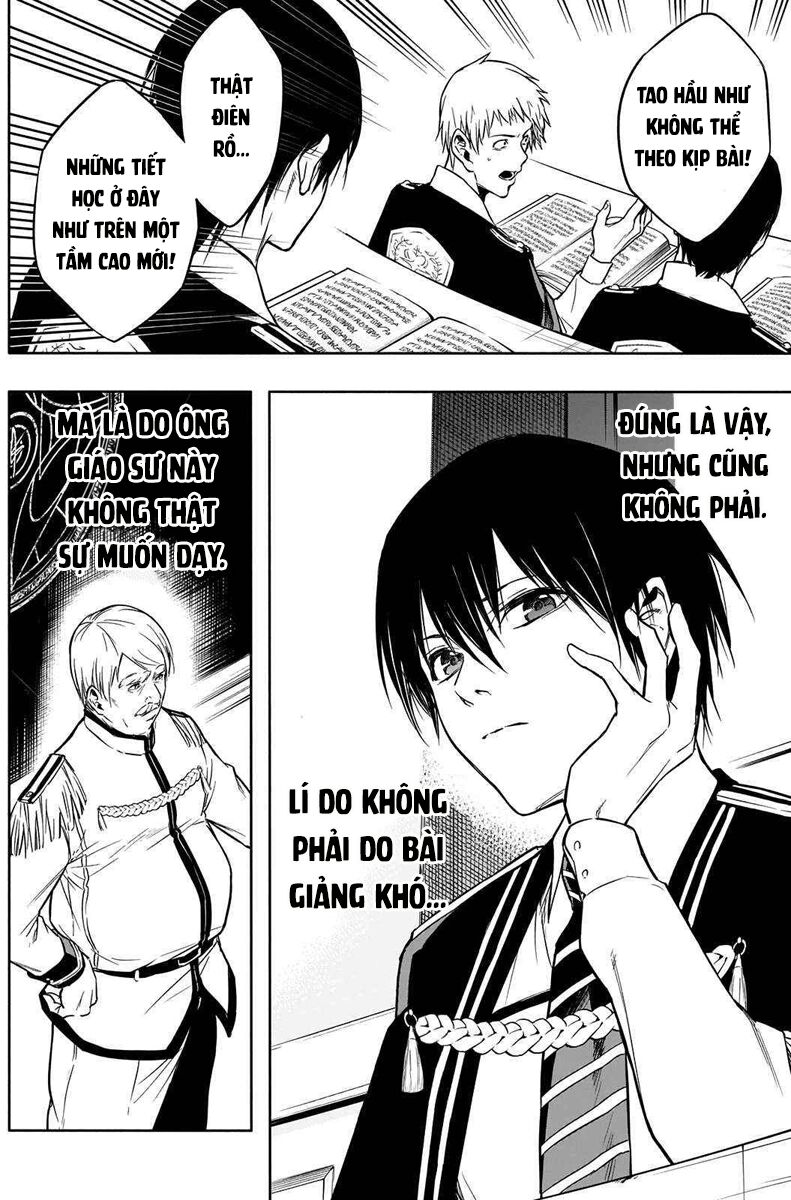 TAO HẦU NHƯ
KHÔNG THỂ
THEO KỊP BÀI!
THẬT
ĐIÊN
RỒ...
NHỮNG TIẾT
HỌC Ở ĐÂY
NHƯ TRÊN MỘT
TẦM CAO MỚI!
ĐÚNG LÀ VẬY,
NHƯNG CŨNG
KHÔNG PHẢI.
LÍ DO KHÔNG
PHẢI DO BÀI
GIẢNG KHÓ...
MÀ LÀ DO ÔNG
GIÁO SƯ NÀY
KHÔNG THẬT
SỰ MUỐN DẠY.